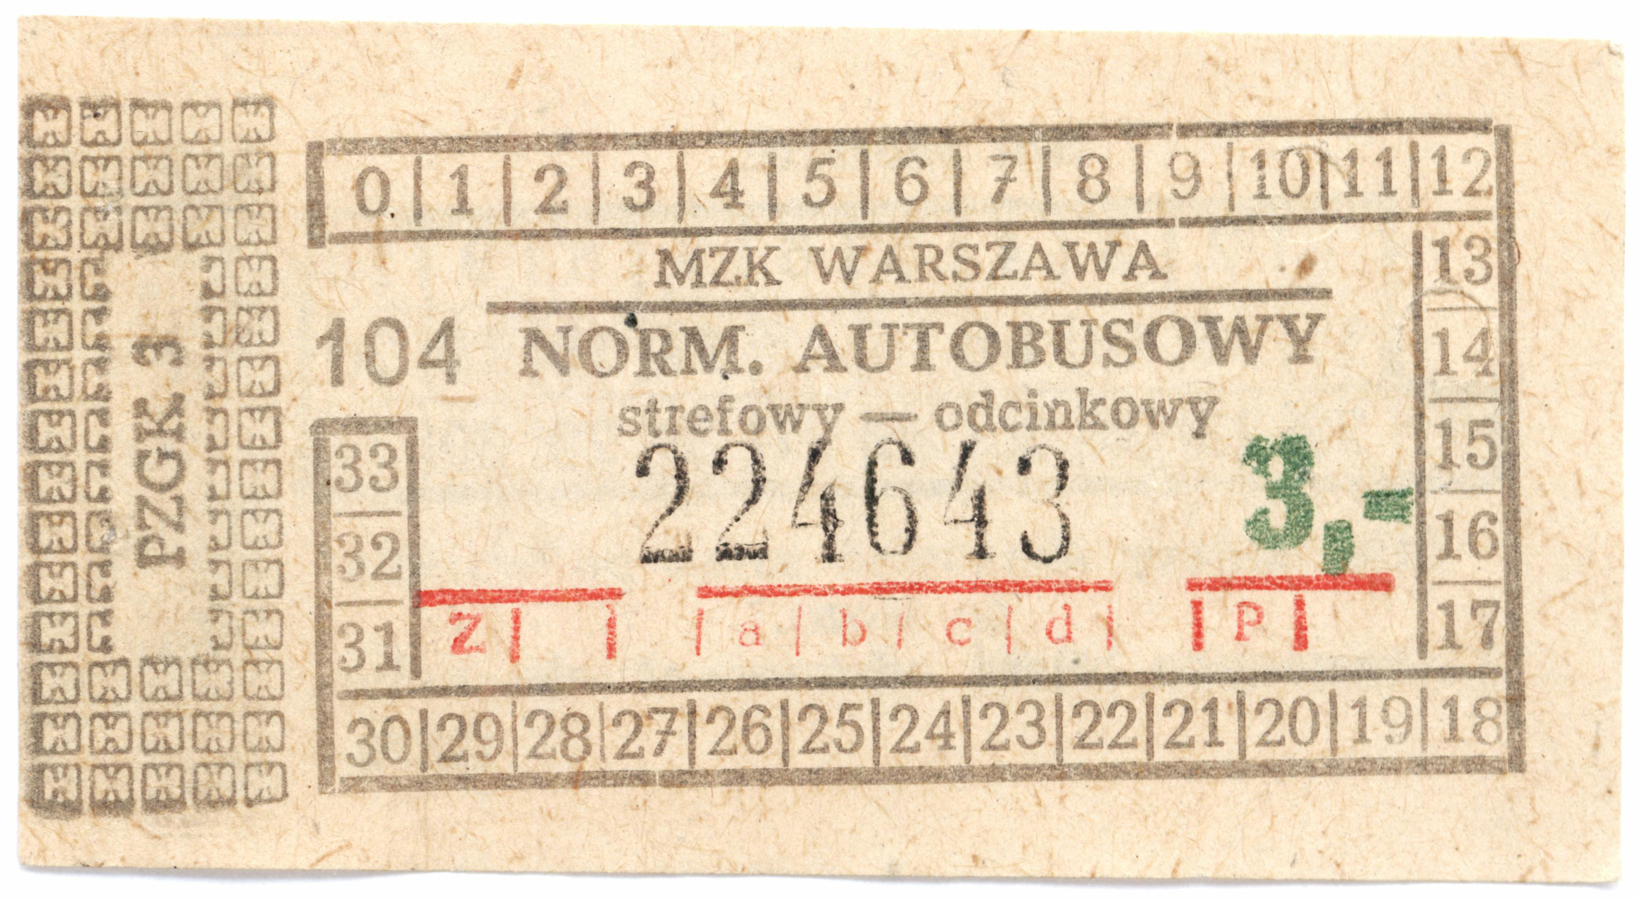 PZGK 3
0 | 1 | 2 | 3 | 4 | 5 | 6 | 7 | 8 | 9 | 10 | 11 | 12
MZK WARSZAWA
13
104 NORM. AUTOBUSOWY
14
strefowy — odcinkowy
33
15
224643 3,-
32
16
Z | | | a | b | c | d | | P |
31
17
30 | 29 | 28 | 27 | 26 | 25 | 24 | 23 | 22 | 21 | 20 | 19 | 18